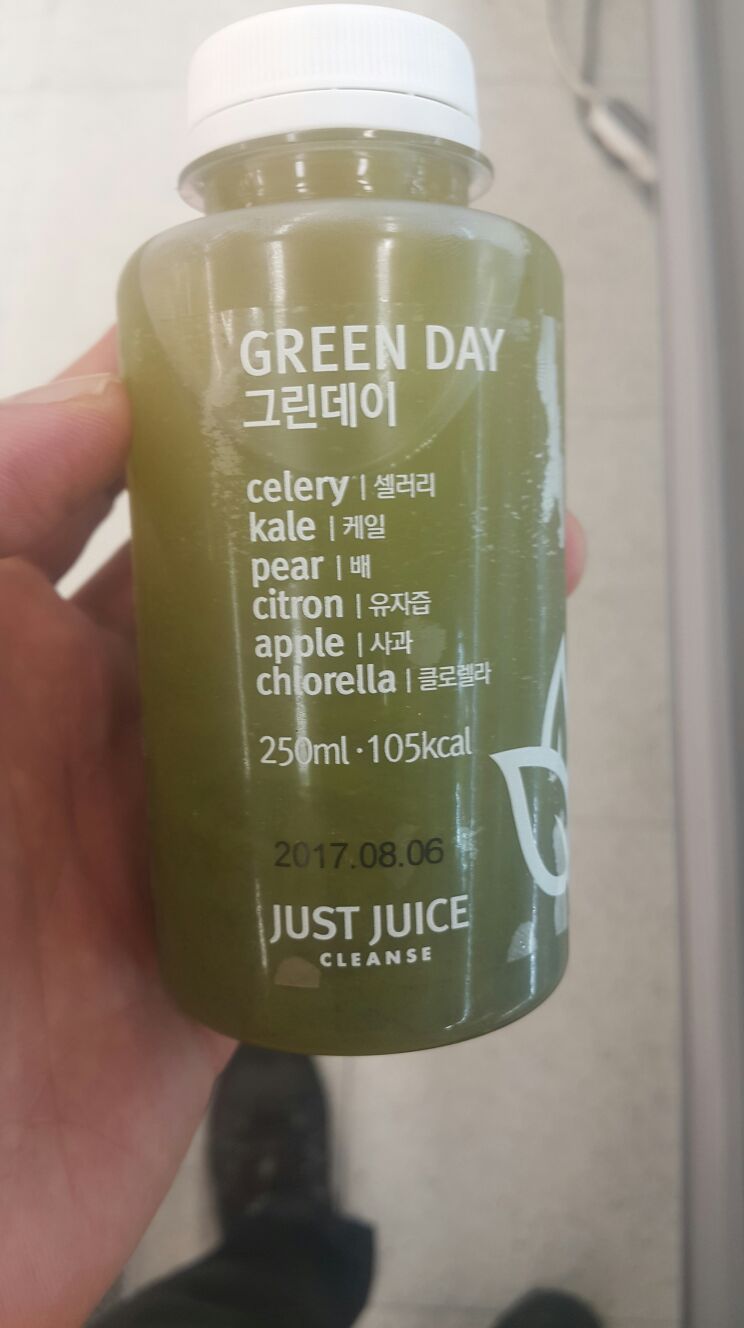 GREEN DAY
그린데이
celery | 셀러리
kale | 케일
pear | 배
citron | 유자즙
apple | 사과
chlorella | 클로렐라
250ml·105kcal
2017.08.06
JUST JUICE
CLEANSE